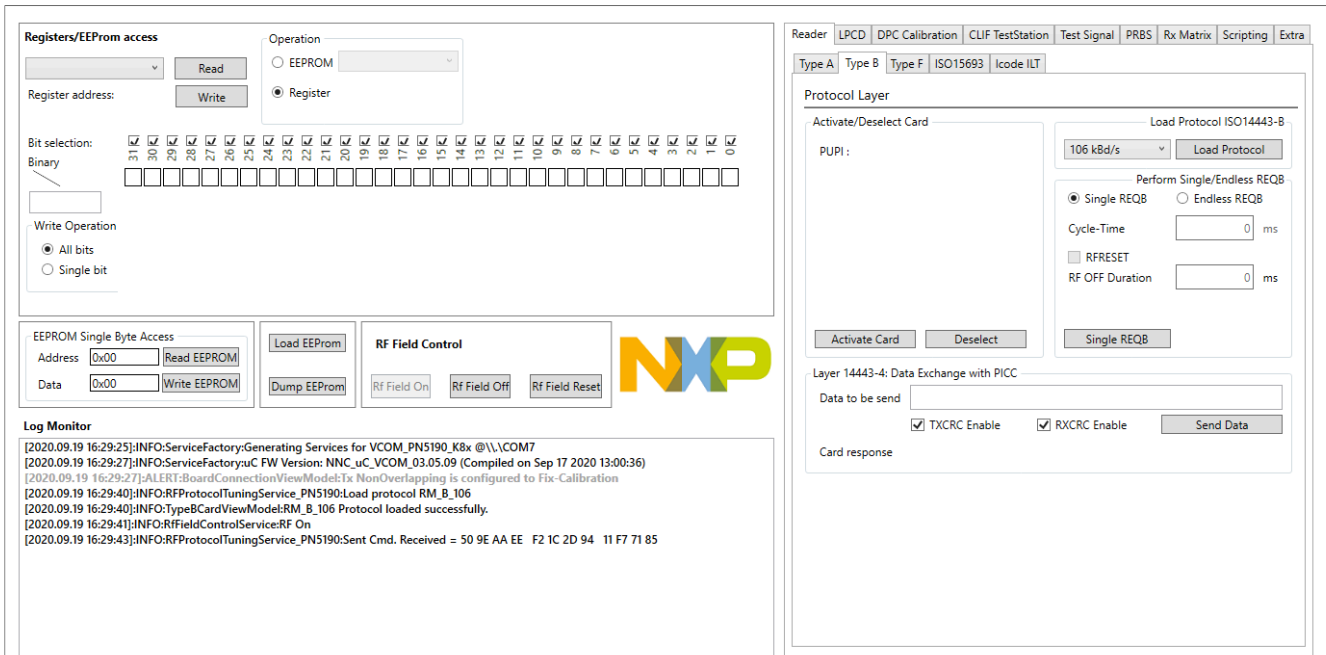 Registers/EEProm access
Operation
EEPROM
Read
Register address:
Write
Register
Bit selection:
31 30 29 28 27 26 25 24 23 22 21 20 19 18 17 16 15 14 13 12 11 10 9 8 7 6 5 4 3 2 1 0
Binary
Write Operation
All bits
Single bit
EEPROM Single Byte Access
Address 0x00 Read EEPROM
Data 0x00 Write EEPROM
Load EEProm
Dump EEProm
RF Field Control
Rf Field On Rf Field Off Rf Field Reset
NXP
Log Monitor
[2020.09.19 16:29:25]:INFO:ServiceFactory:Generating Services for VCOM_PN5190_K8x @\\.\COM7
[2020.09.19 16:29:27]:INFO:ServiceFactory:uC FW Version: NNC_uC_VCOM_03.05.09 (Compiled on Sep 17 2020 13:00:36)
[2020.09.19 16:29:27]:ALERT:BoardConnectionViewModel:Tx NonOverlapping is configured to Fix-Calibration
[2020.09.19 16:29:40]:INFO:RFProtocolTuningService_PN5190:Load protocol RM_B_106
[2020.09.19 16:29:40]:INFO:TypeBCardViewModel:RM_B_106 Protocol loaded successfully.
[2020.09.19 16:29:41]:INFO:RfFieldControlService:RF On
[2020.09.19 16:29:43]:INFO:RFProtocolTuningService_PN5190:Sent Cmd. Received = 50 9E AA EE F2 1C 2D 94 11 F7 71 85
Reader LPCD DPC Calibration CLIF TestStation Test Signal PRBS Rx Matrix Scripting Extra
Type A Type B Type F ISO15693 Icode ILT
Protocol Layer
Activate/Deselect Card
PUPI :
Activate Card Deselect
Load Protocol ISO14443-B
106 kBd/s Load Protocol
Perform Single/Endless REQB
Single REQB Endless REQB
Cycle-Time 0 ms
RFRESET
RF OFF Duration 0 ms
Single REQB
Layer 14443-4: Data Exchange with PICC
Data to be send
TXCRC Enable RXCRC Enable Send Data
Card response